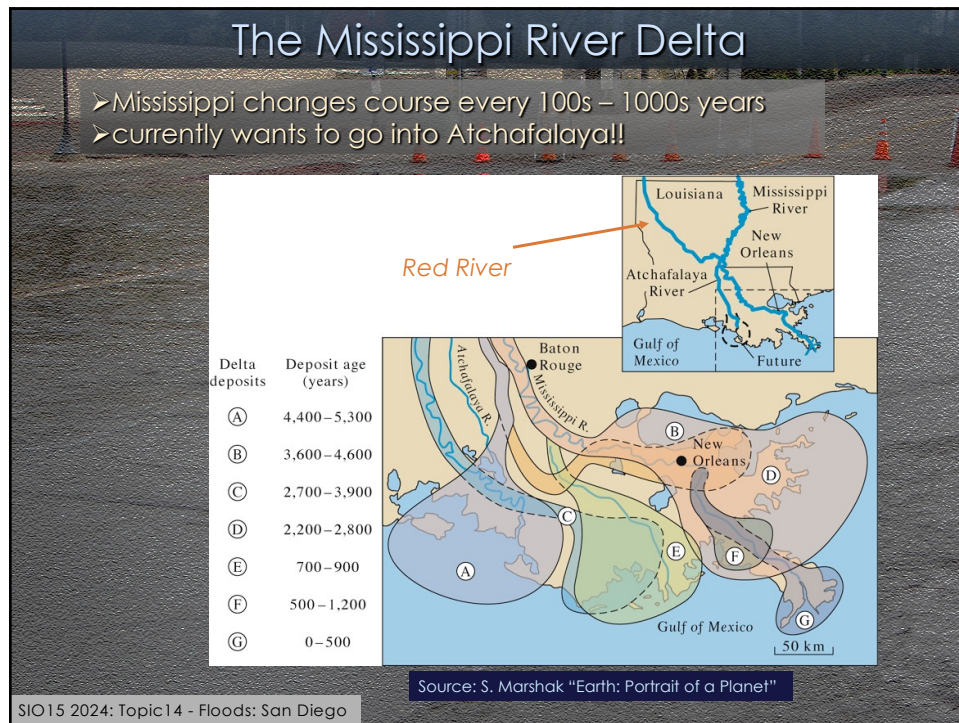 The Mississippi River Delta
➤Mississippi changes course every 100s – 1000s years
➤currently wants to go into Atchafalaya!!
Louisiana
Mississippi
River
New
Orleans
Red River
Atchafalaya
River
Gulf of
Mexico
Future
Delta
deposits
Deposit age
(years)
Ⓐ 4,400–5,300
Ⓑ 3,600–4,600
Ⓒ 2,700–3,900
Ⓓ 2,200–2,800
Ⓔ 700–900
Ⓕ 500–1,200
Ⓖ 0–500
Atchafalaya R.
Baton
Rouge
Mississippi R.
Ⓑ
New
Orleans
Ⓓ
Ⓒ
Ⓔ
Ⓕ
Ⓐ
Ⓖ
Gulf of Mexico
50 km
Source: S. Marshak “Earth: Portrait of a Planet”
SIO15 2024: Topic14 - Floods: San Diego